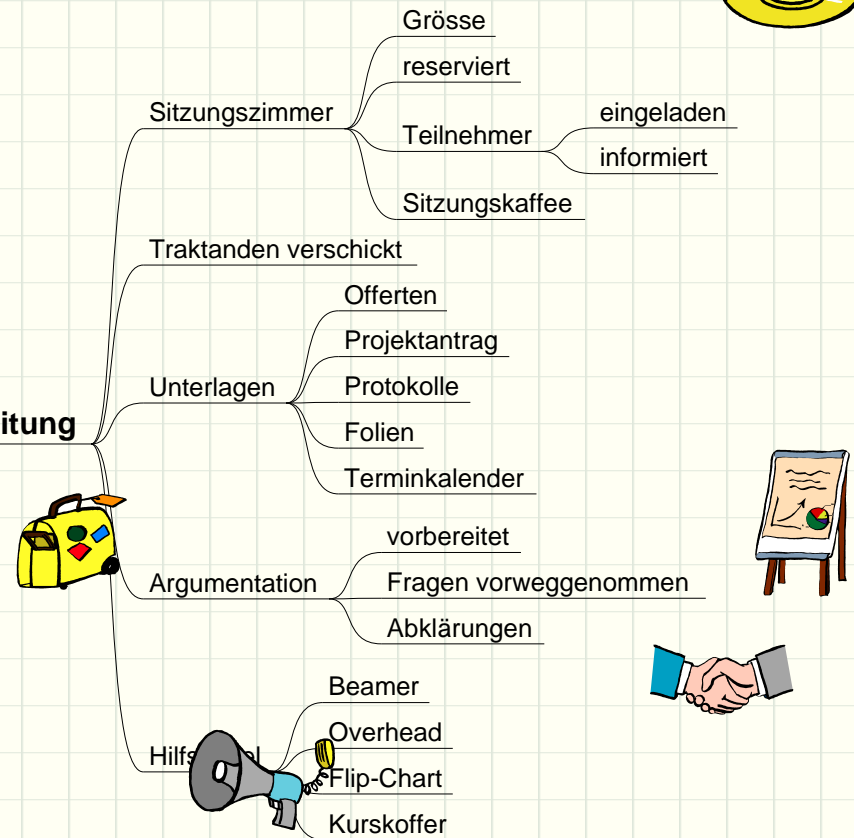 Grösse
reserviert
Sitzungszimmer
Teilnehmer
eingeladen
informiert
Sitzungskaffee
Traktanden verschickt
Offerten
Projektantrag
Unterlagen
Protokolle
Folien
Terminkalender
itung
vorbereitet
Argumentation
Fragen vorweggenommen
Abklärungen
Beamer
Overhead
Flip-Chart
Kurskoffer